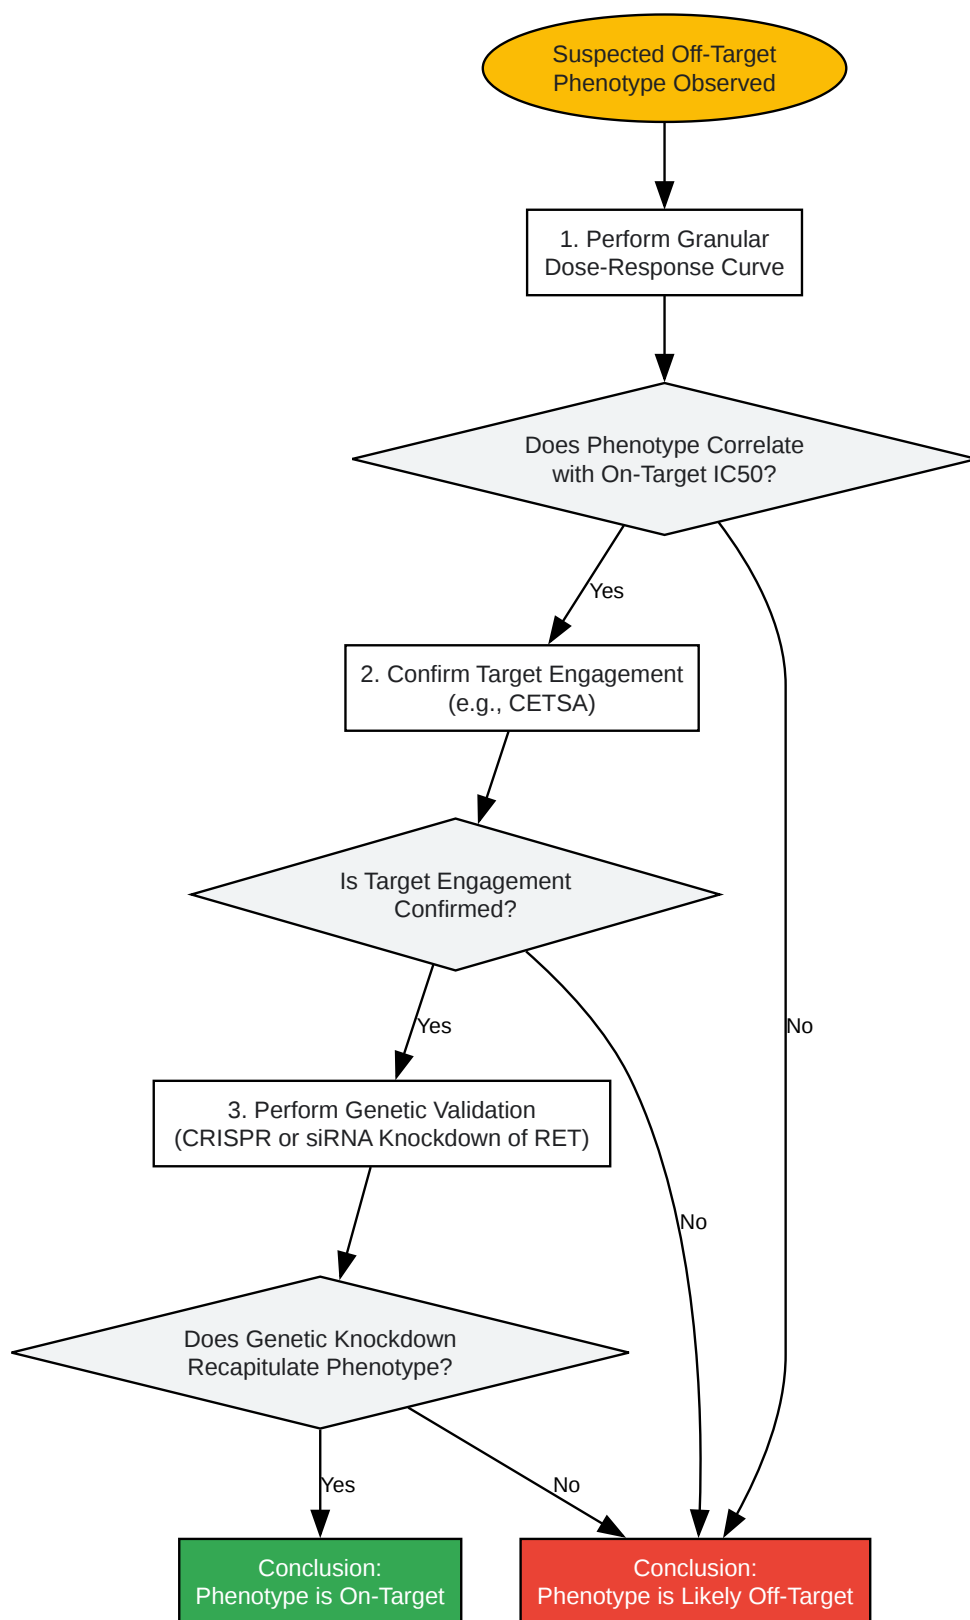 Suspected Off-Target
Phenotype Observed
1. Perform Granular
Dose-Response Curve
Does Phenotype Correlate
with On-Target IC50?
Yes
2. Confirm Target Engagement
(e.g., CETSA)
Is Target Engagement
Confirmed?
Yes
No
3. Perform Genetic Validation
(CRISPR or siRNA Knockdown of RET)
No
Does Genetic Knockdown
Recapitulate Phenotype?
Yes
No
Conclusion:
Phenotype is On-Target
Conclusion:
Phenotype is Likely Off-Target